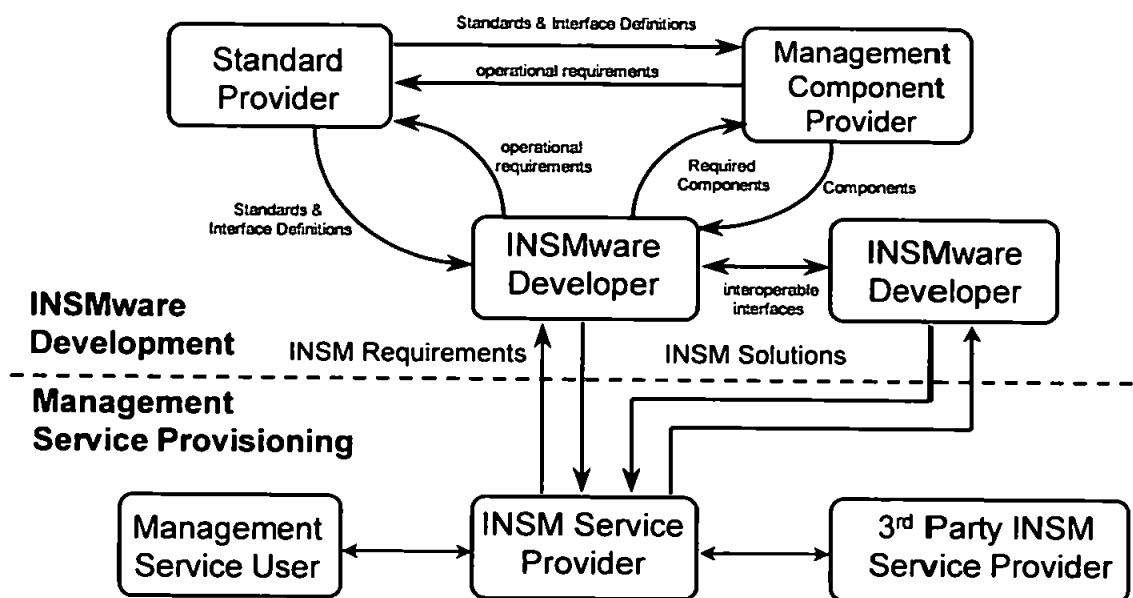 Standards & Interface Definitions
Standard
Provider
operational requirements
Management
Component
Provider
operational
requirements
Required
Components
Components
Standards &
Interface Definitions
INSMware
Developer
interoperable
interfaces
INSMware
Developer
INSMware
Development
INSM Requirements
INSM Solutions
Management
Service Provisioning
Management
Service User
INSM Service
Provider
3rd Party INSM
Service Provider